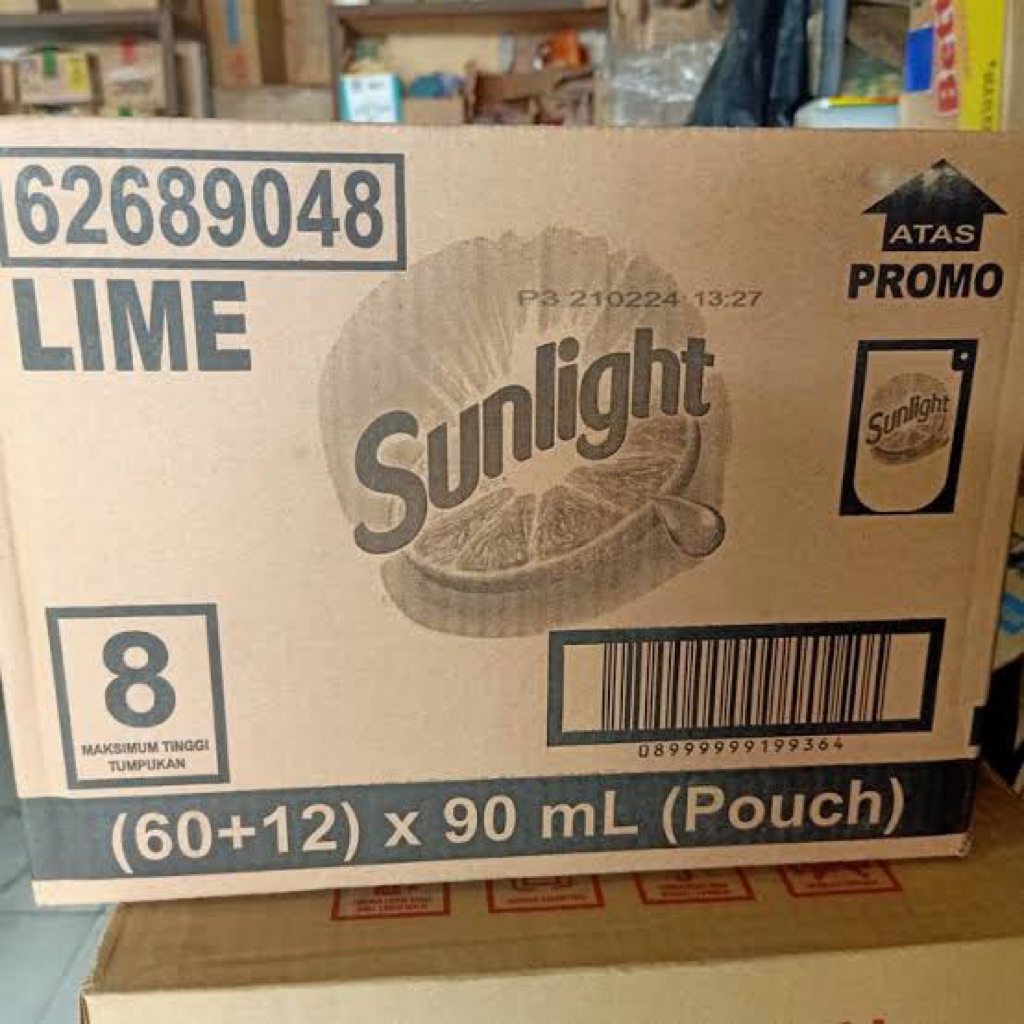 62689048
LIME
P3 210224 13:27
Sunlight
ATAS
PROMO
Sunlight
8
MAKSIMUM TINGGI
TUMPUKAN
08999999199364
(60+12) x 90 mL (Pouch)